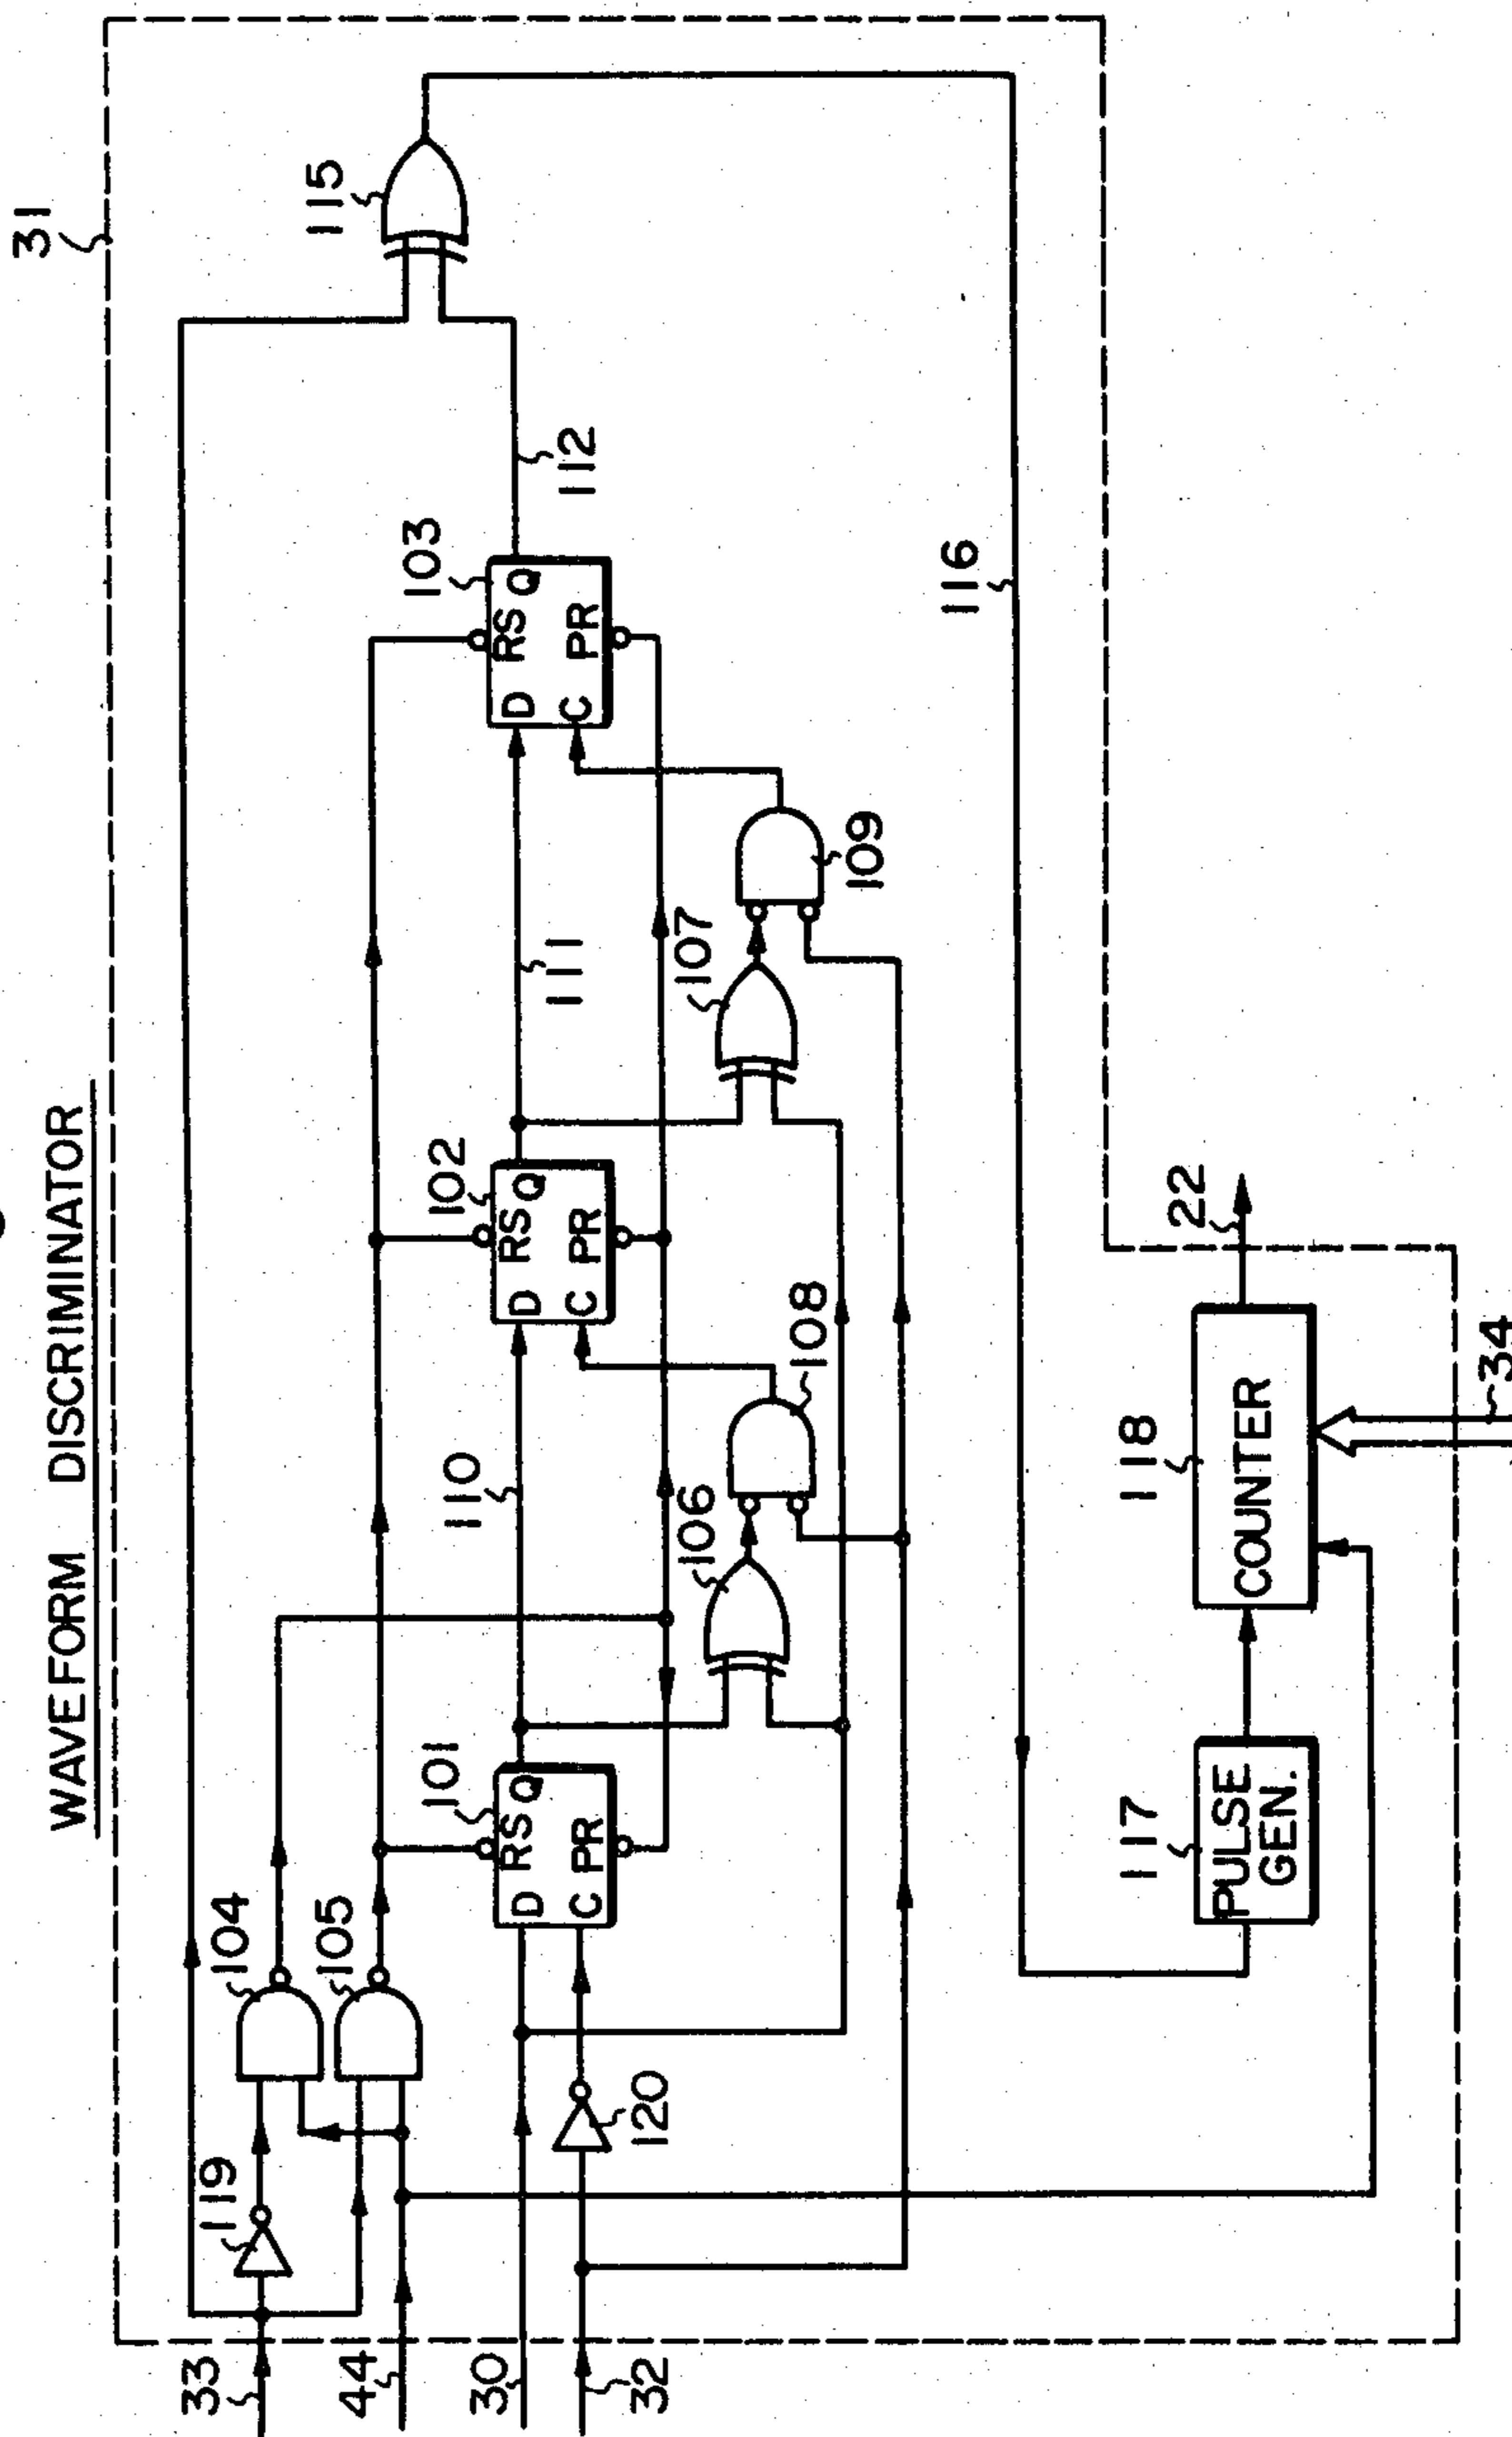 WAVEFORM DISCRIMINATOR
31
33
119
104
44
105
30
32
120
101
D RS Q
C PR
110
106
108
102
D RS Q
C PR
111
107
109
103
D RS Q
C PR
112
115
116
117
PULSE
GEN.
118
COUNTER
22
34